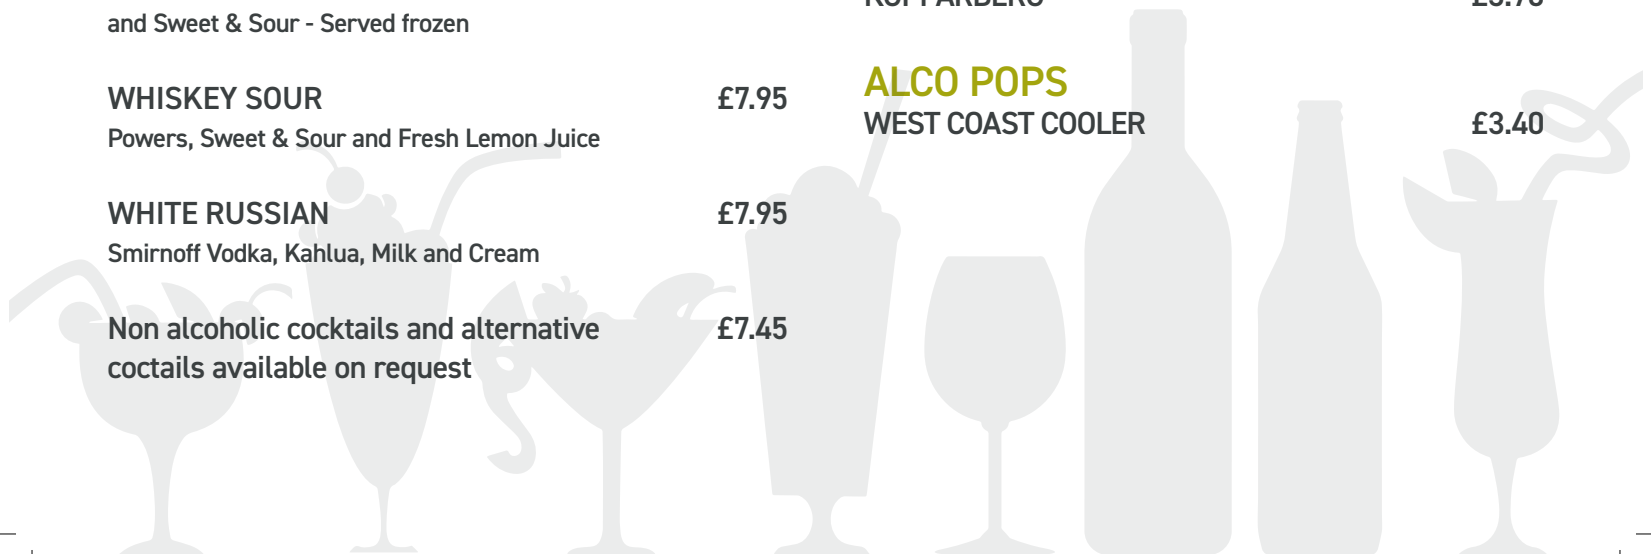 and Sweet & Sour - Served frozen
WHISKEY SOUR £7.95
Powers, Sweet & Sour and Fresh Lemon Juice
WHITE RUSSIAN £7.95
Smirnoff Vodka, Kahlua, Milk and Cream
Non alcoholic cocktails and alternative £7.45
coctails available on request
ALCO POPS
WEST COAST COOLER £3.40